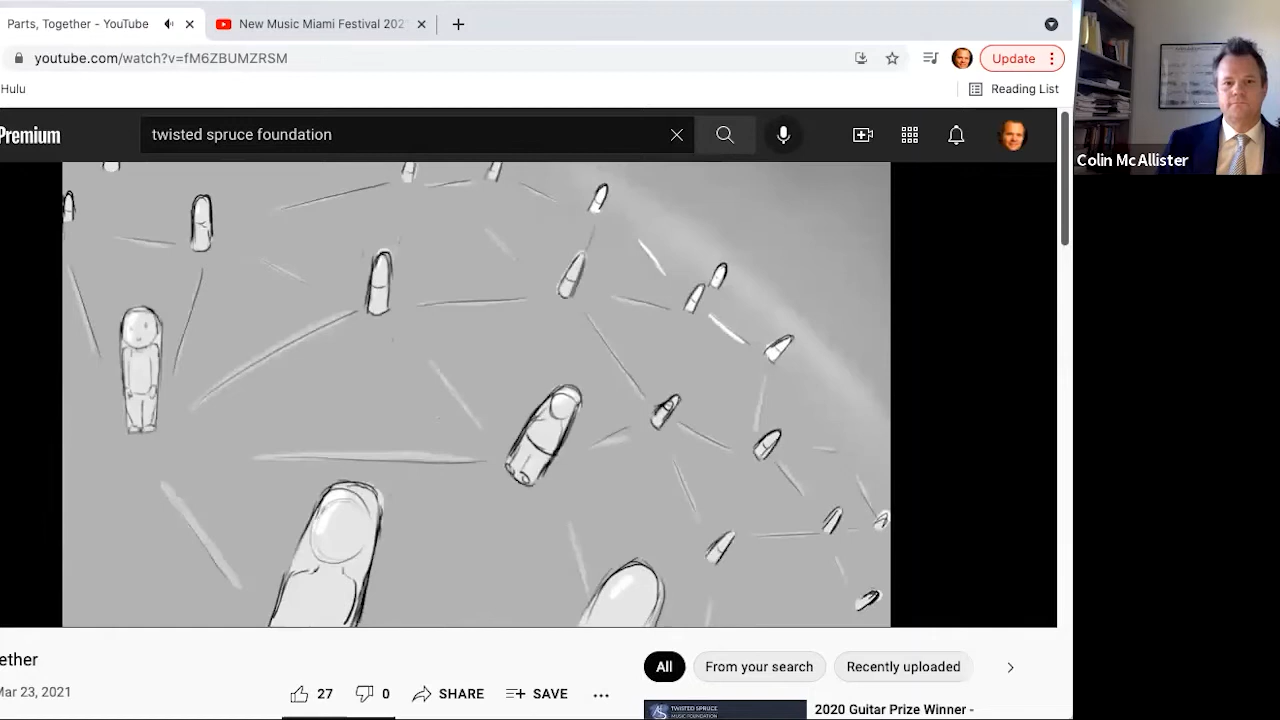 Parts, Together - YouTube
New Music Miami Festival 202
youtube.com/watch?v=fM6ZBUMZRSM
Update
Hulu
Reading List
Premium
twisted spruce foundation
Colin McAllister
ether
Mar 23, 2021
27
0
SHARE
SAVE
All
From your search
Recently uploaded
TWISTED SPRUCE
MUSIC FOUNDATION
2020 Guitar Prize Winner -